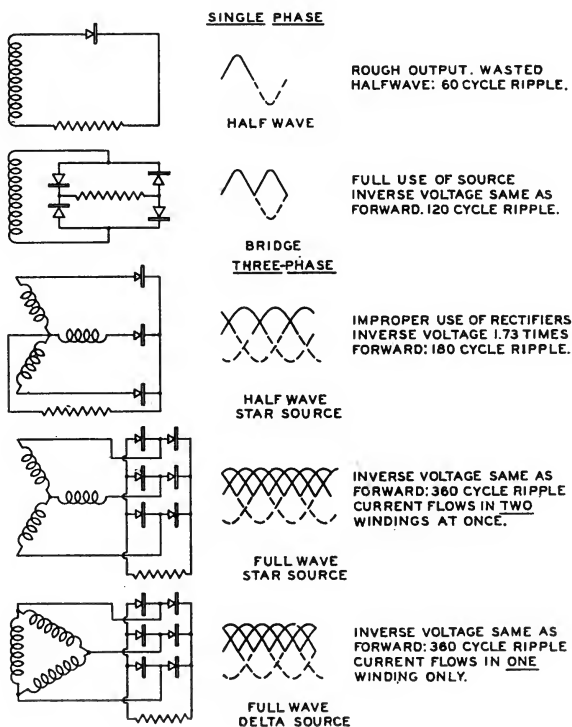 SINGLE PHASE
ROUGH OUTPUT. WASTED
HALFWAVE: 60 CYCLE RIPPLE.
HALF WAVE
FULL USE OF SOURCE
INVERSE VOLTAGE SAME AS
FORWARD. 120 CYCLE RIPPLE.
BRIDGE
THREE-PHASE
IMPROPER USE OF RECTIFIERS
INVERSE VOLTAGE 1.73 TIMES
FORWARD: 180 CYCLE RIPPLE.
HALF WAVE
STAR SOURCE
INVERSE VOLTAGE SAME AS
FORWARD: 360 CYCLE RIPPLE
CURRENT FLOWS IN TWO
WINDINGS AT ONCE.
FULL WAVE
STAR SOURCE
INVERSE VOLTAGE SAME AS
FORWARD: 360 CYCLE RIPPLE
CURRENT FLOWS IN ONE
WINDING ONLY.
FULL WAVE
DELTA SOURCE